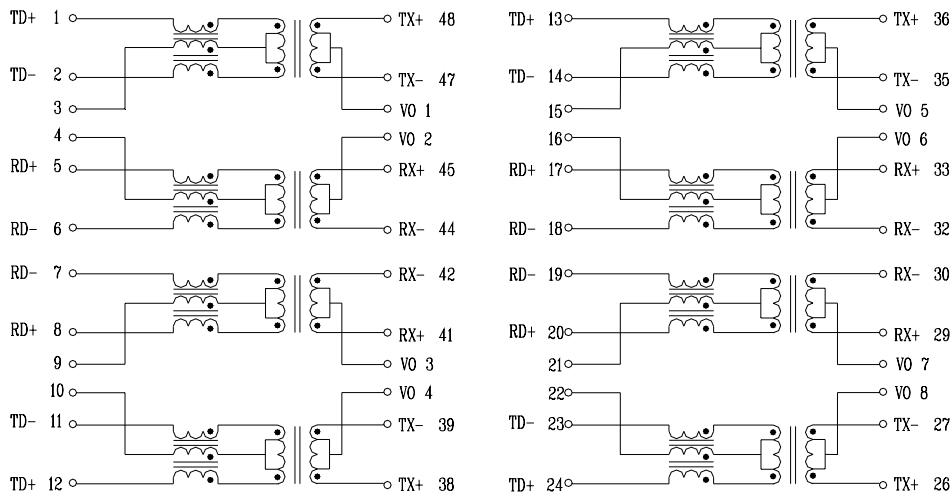 TD+ 1 TX+ 48 TD+ 13 TX+ 36
TD- 2 TX- 47 TD- 14 TX- 35
3 VO 1 15 VO 5
4 VO 2 16 VO 6
RD+ 5 RX+ 45 RD+ 17 RX+ 33
RD- 6 RX- 44 RD- 18 RX- 32
RD- 7 RX- 42 RD- 19 RX- 30
RD+ 8 RX+ 41 RD+ 20 RX+ 29
9 VO 3 21 VO 7
10 VO 4 22 VO 8
TD- 11 TX- 39 TD- 23 TX- 27
TD+ 12 TX+ 38 TD+ 24 TX+ 26